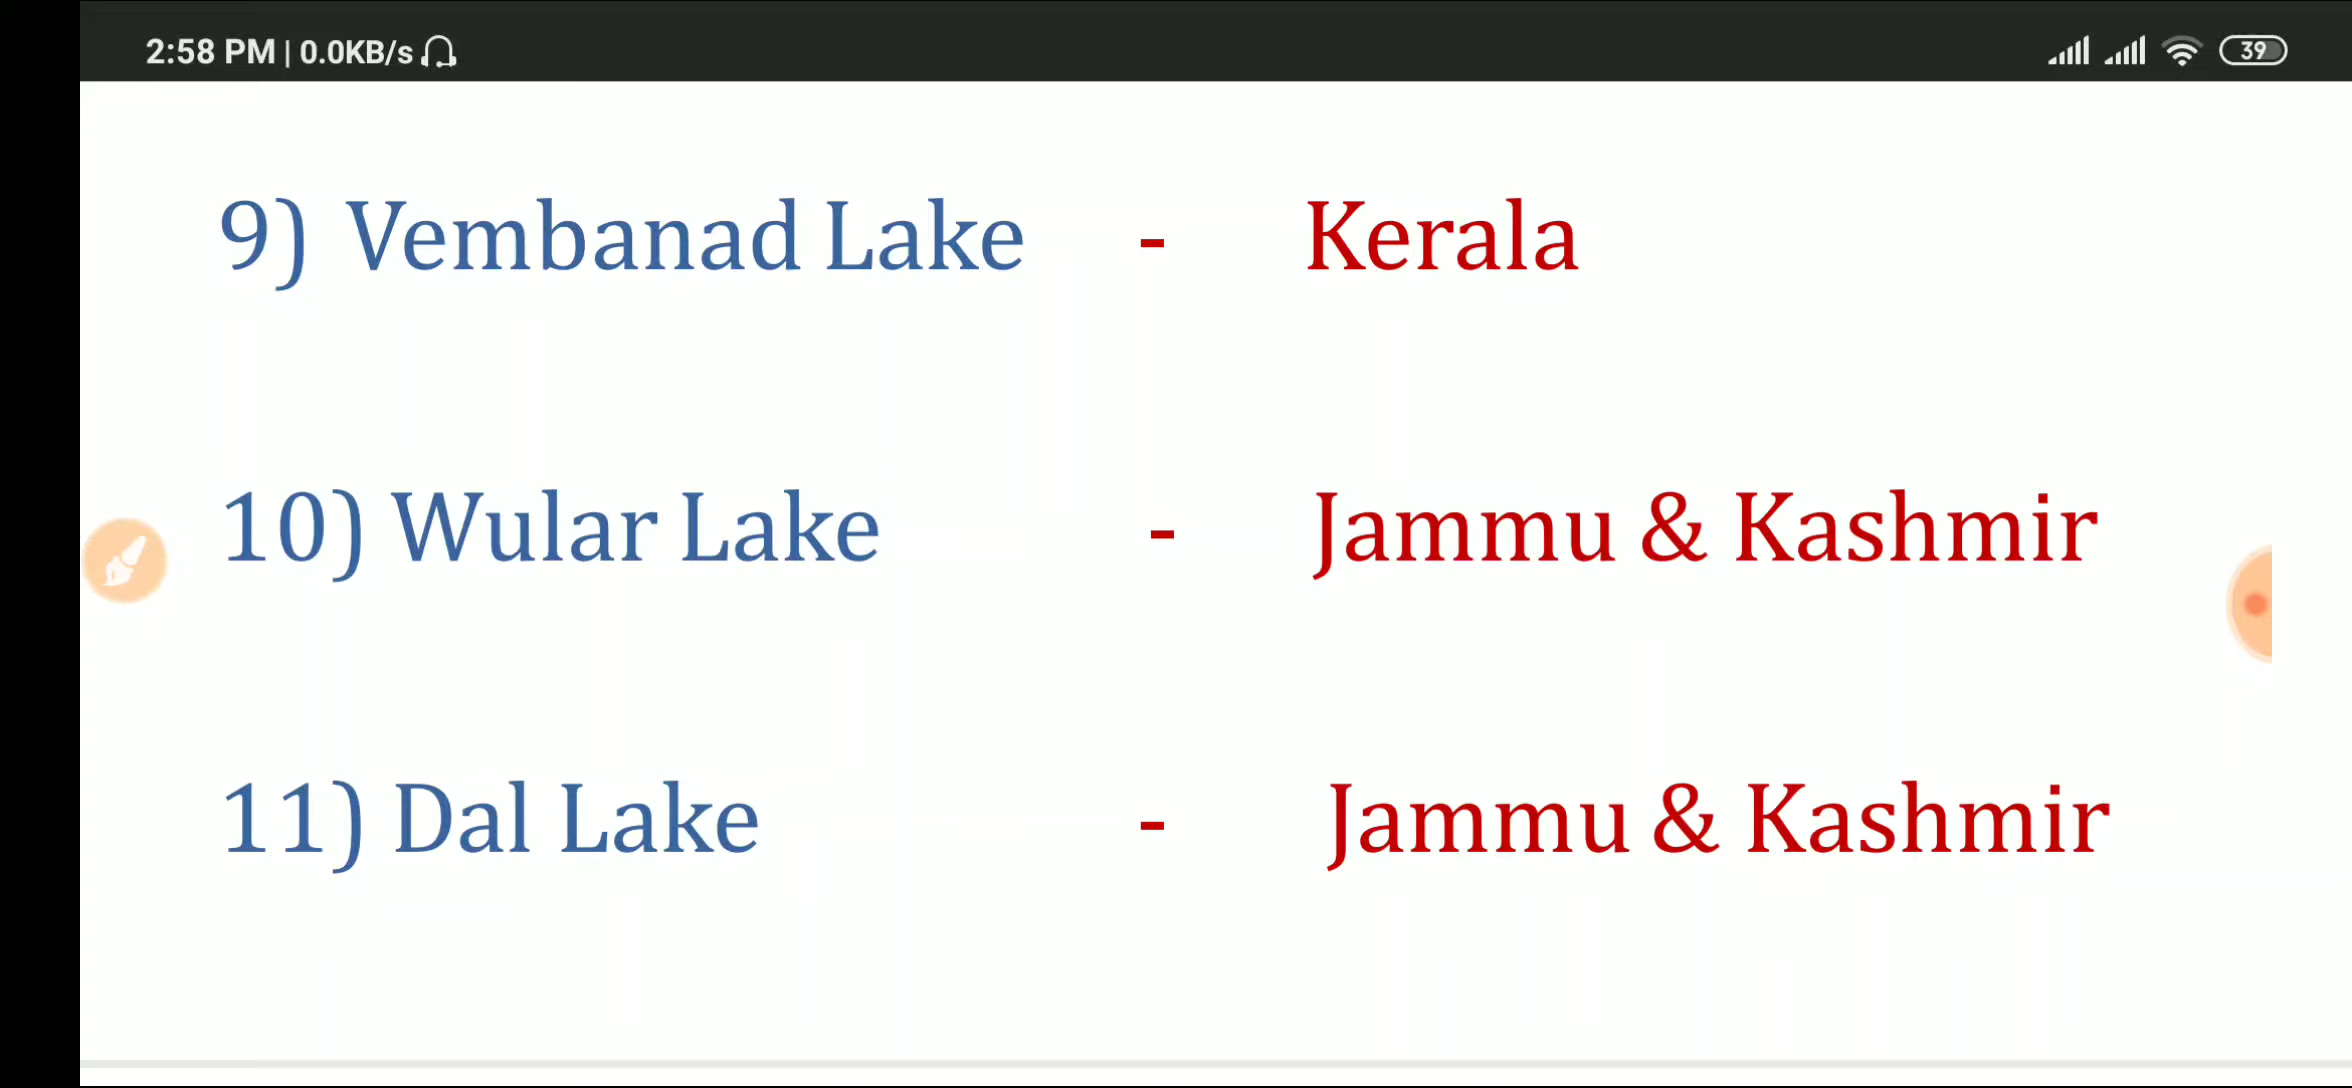 2:58 PM | 0.0KB/s 39
9) Vembanad Lake - Kerala
10) Wular Lake - Jammu & Kashmir
11) Dal Lake - Jammu & Kashmir